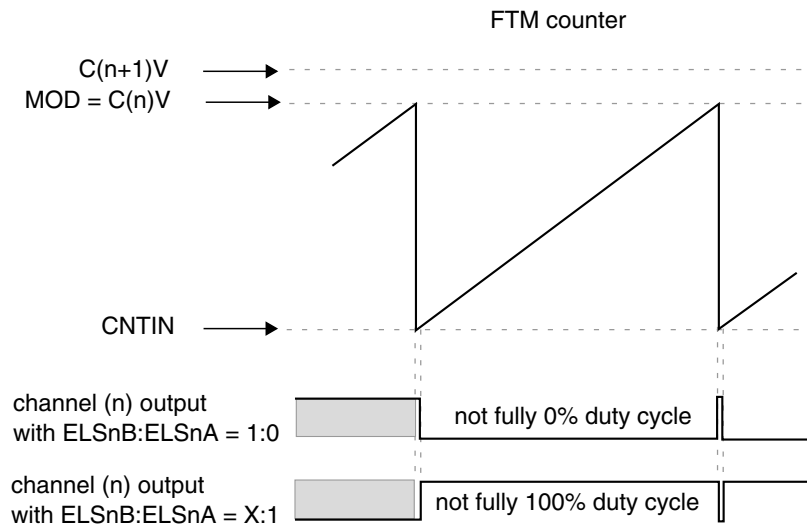 FTM counter
C(n+1)V
MOD = C(n)V
CNTIN
channel (n) output
with ELSnB:ELSnA = 1:0
not fully 0% duty cycle
channel (n) output
with ELSnB:ELSnA = X:1
not fully 100% duty cycle